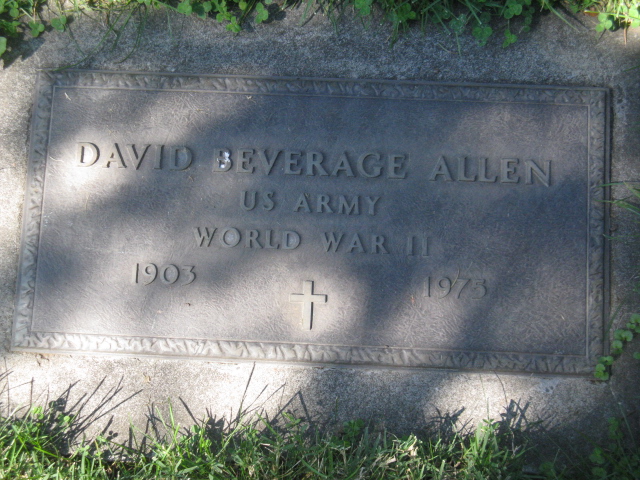 DAVID BEVERAGE ALLEN
US ARMY
WORLD WAR II
1903 1973